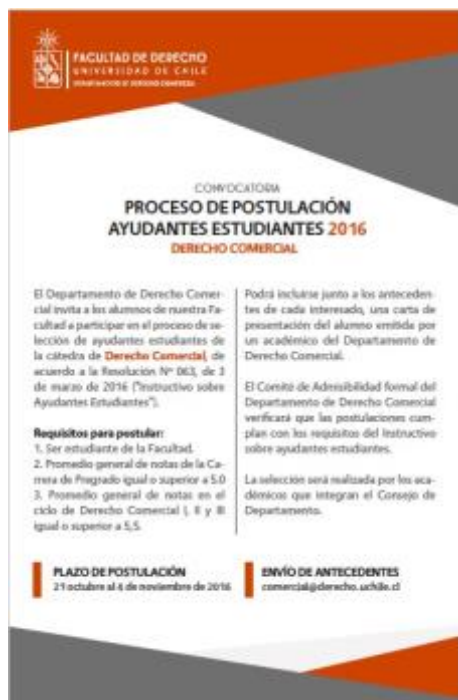 FACULTAD DE DERECHO
UNIVERSIDAD DE CHILE
DEPARTAMENTO DE DERECHO COMERCIAL
CONVOCATORIA
PROCESO DE POSTULACIÓN
AYUDANTES ESTUDIANTES 2016
DERECHO COMERCIAL
El Departamento de Derecho Comer-
cial invita a los alumnos de nuestra Fa-
cultad a participar en el proceso de se-
lección de ayudantes estudiantes de
la cátedra de Derecho Comercial, de
acuerdo a la Resolución Nº 063, de 3
de marzo de 2016 ("Instructivo sobre
Ayudantes Estudiantes").
Requisitos para postular:
1. Ser estudiante de la Facultad.
2. Promedio general de notas de la Ca-
rrera de Pregrado igual o superior a 5.0
3. Promedio general de notas en el
ciclo de Derecho Comercial I, II y III
igual o superior a 5,5.
Podrá incluirse junto a los anteceden-
tes de cada interesado, una carta de
presentación del alumno emitida por
un académico del Departamento de
Derecho Comercial.
El Comité de Admisibilidad formal del
Departamento de Derecho Comercial
verificará que las postulaciones cum-
plan con los requisitos del Instructivo
sobre ayudantes estudiantes.
La selección será realizada por los aca-
démicos que integran el Consejo de
Departamento.
PLAZO DE POSTULACIÓN
21 octubre al 4 de noviembre de 2016
ENVÍO DE ANTECEDENTES
comercial@derecho.uchile.cl